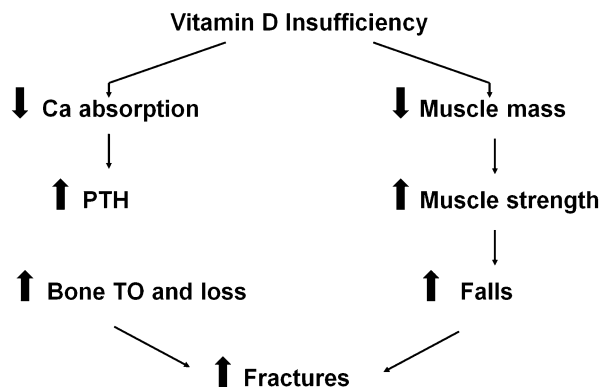 Vitamin D Insufficiency
Ca absorption
Muscle mass
PTH
Muscle strength
Bone TO and loss
Falls
Fractures